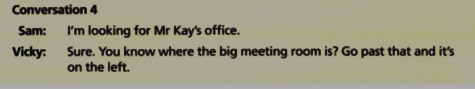 Conversation 4
Sam: I'm looking for Mr Kay's office.
Vicky: Sure. You know where the big meeting room is? Go past that and it's
on the left.